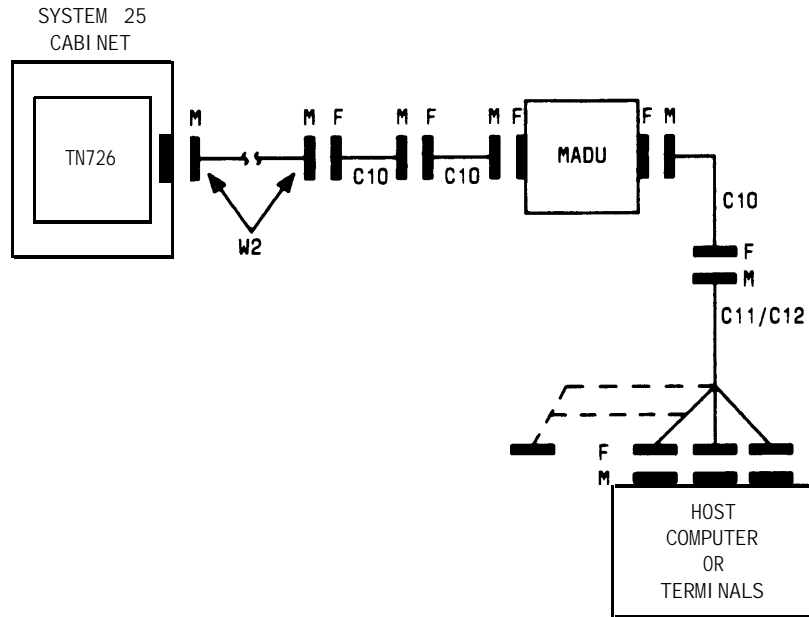 SYSTEM 25
CABINET
TN726
M
M F
M F
M F
MADU
F M
C10
C10
W2
C10
F
M
C11/C12
F
M
HOST
COMPUTER
OR
TERMINALS